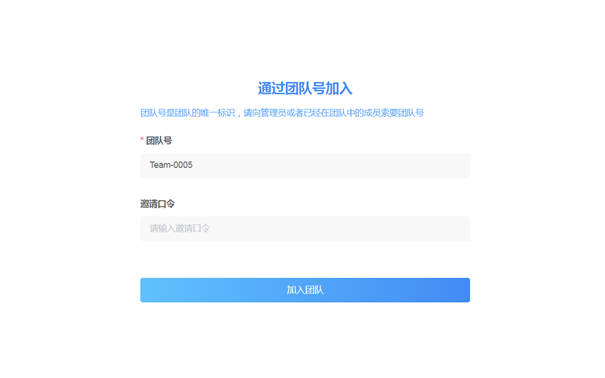 通过团队号加入
团队号是团队的唯一标识，请向管理员或者已经在团队中的成员索要团队号
* 团队号
Team-0005
邀请口令
请输入邀请口令
加入团队